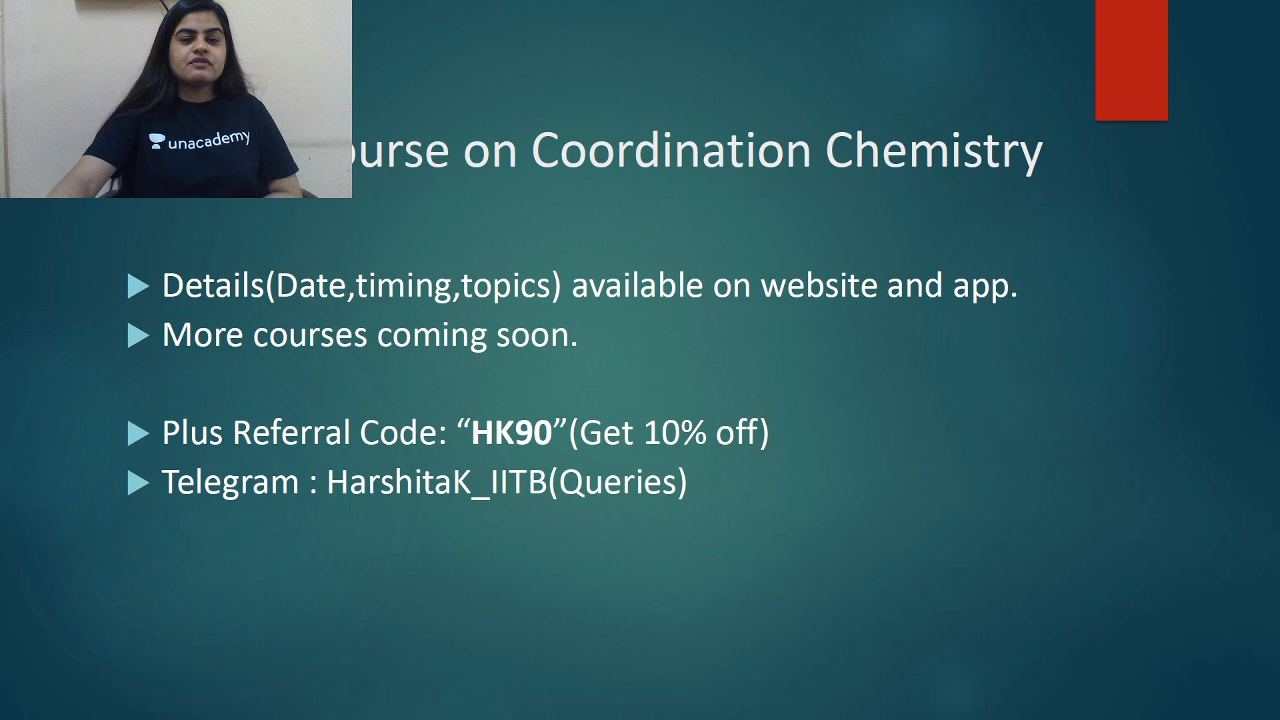 unacademy
ourse on Coordination Chemistry
Details(Date,timing,topics) available on website and app.
More courses coming soon.
Plus Referral Code: “HK90”(Get 10% off)
Telegram : HarshitaK_IITB(Queries)